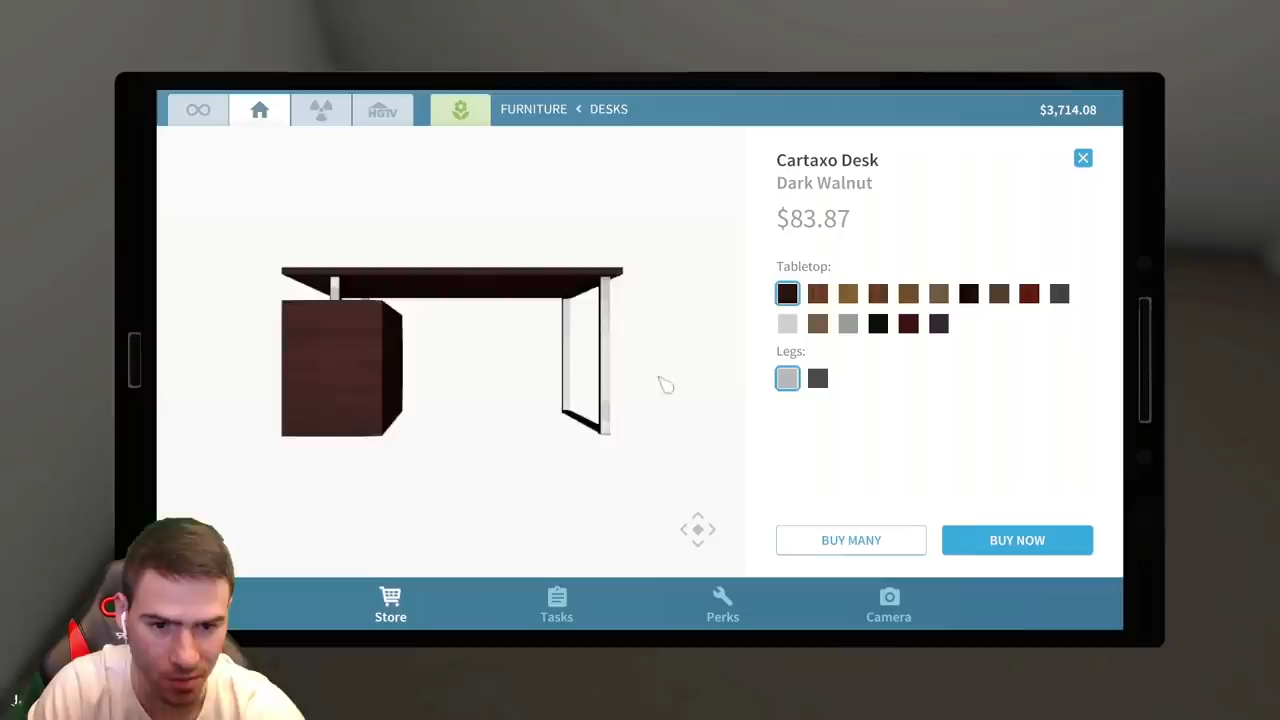 HGTV
FURNITURE < DESKS
$3,714.08
Cartaxo Desk
Dark Walnut
$83.87
Tabletop:
Legs:
BUY MANY
BUY NOW
Store
Tasks
Perks
Camera
J.